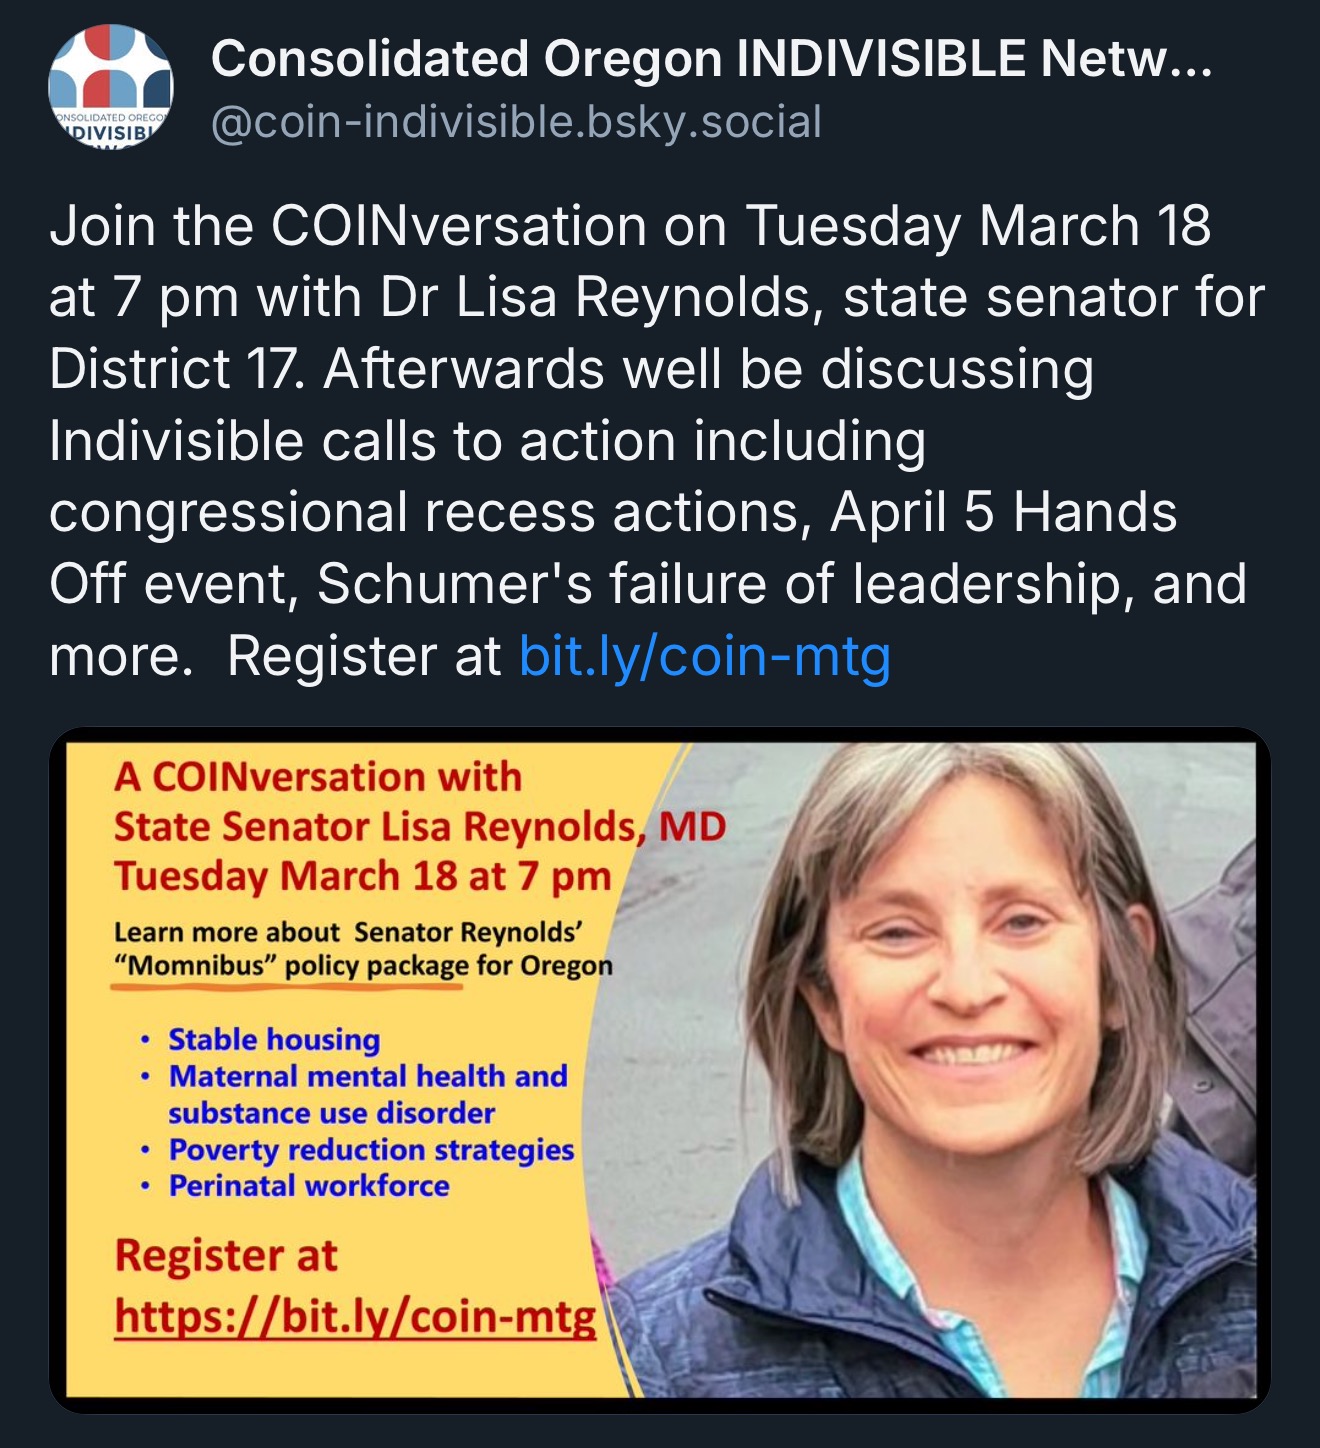 Consolidated Oregon INDIVISIBLE Netw...
@coin-indivisible.bsky.social
ONSOLIDATED OREGO
Join the COINversation on Tuesday March 18
at 7 pm with Dr Lisa Reynolds, state senator for
District 17. Afterwards well be discussing
Indivisible calls to action including
congressional recess actions, April 5 Hands
Off event, Schumer's failure of leadership, and
more.  Register at bit.ly/coin-mtg
A COINversation with
State Senator Lisa Reynolds, MD
Tuesday March 18 at 7 pm
Learn more about  Senator Reynolds’
“Momnibus” policy package for Oregon
• Stable housing
• Maternal mental health and
substance use disorder
• Poverty reduction strategies
• Perinatal workforce
Register at
https://bit.ly/coin-mtg